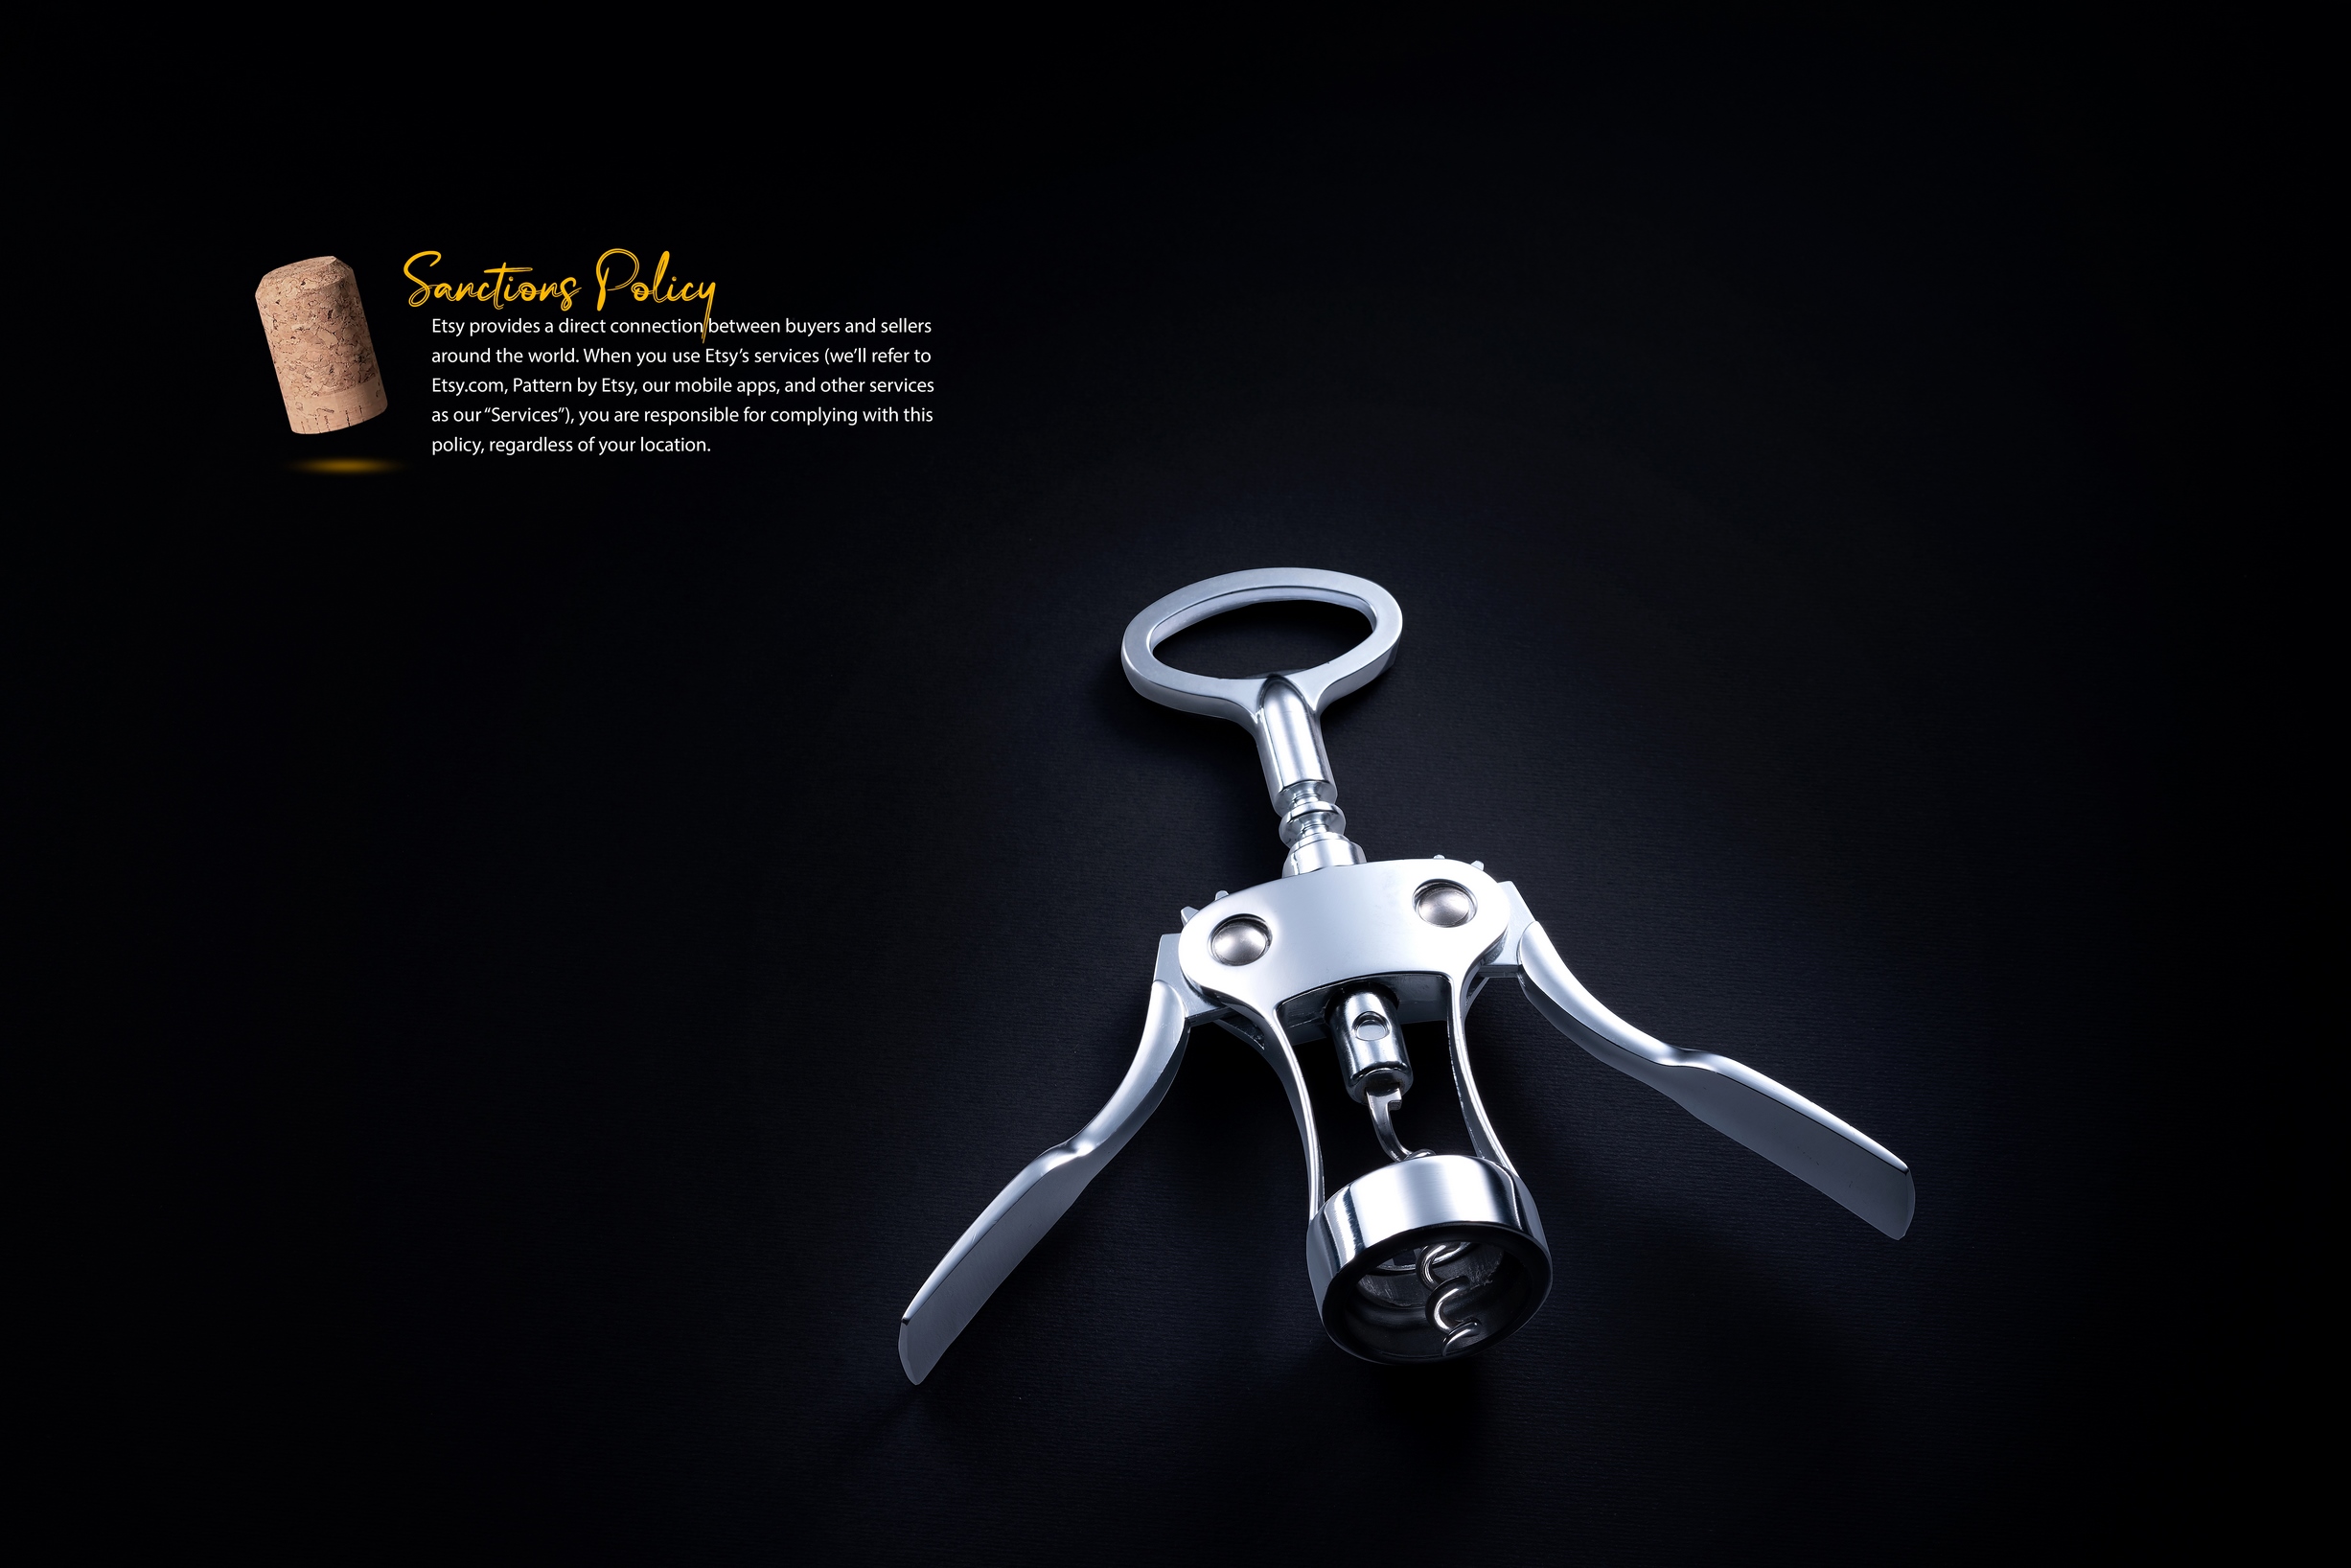 Sanctions Policy
Etsy provides a direct connection between buyers and sellers
around the world. When you use Etsy’s services (we’ll refer to
Etsy.com, Pattern by Etsy, our mobile apps, and other services
as our “Services”), you are responsible for complying with this
policy, regardless of your location.